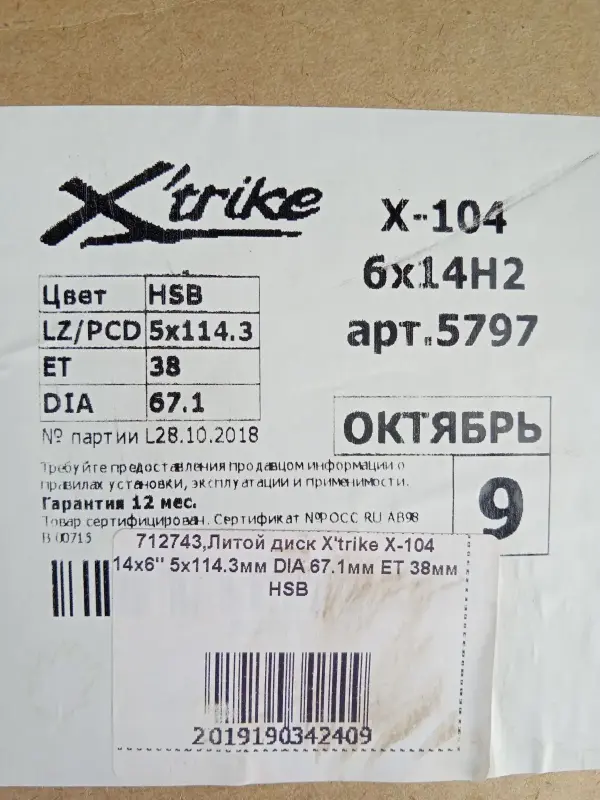 X'trike
X-104
6x14H2
арт.5797
Цвет HSB
LZ/PCD 5x114.3
ET 38
DIA 67.1
№ партии L28.10.2018
ОКТЯБРЬ
9
Требуйте предоставления продавцом информации о
правилах установки, эксплуатации и применимости.
Гарантия 12 мес.
Товар сертифицирован. Сертификат №РОСС RU АВ98
В 00715
712743,Литой диск X'trike X-104
14x6'' 5x114.3мм DIA 67.1мм ET 38мм
HSB
2019190342409